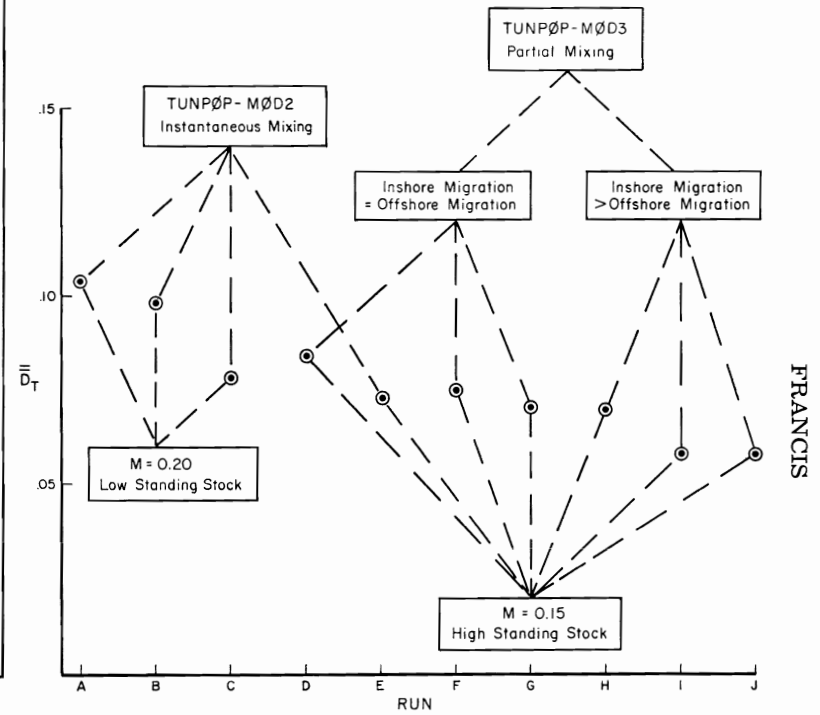 TUNPØP-MØD3
Partial Mixing
.15
TUNPØP-MØD2
Instantaneous Mixing
Inshore Migration
= Offshore Migration
Inshore Migration
>Offshore Migration
.10
D̿T
FRANCIS
M = 0.20
Low Standing Stock
.05
M = 0.15
High Standing Stock
A B C D E F G H I J
RUN